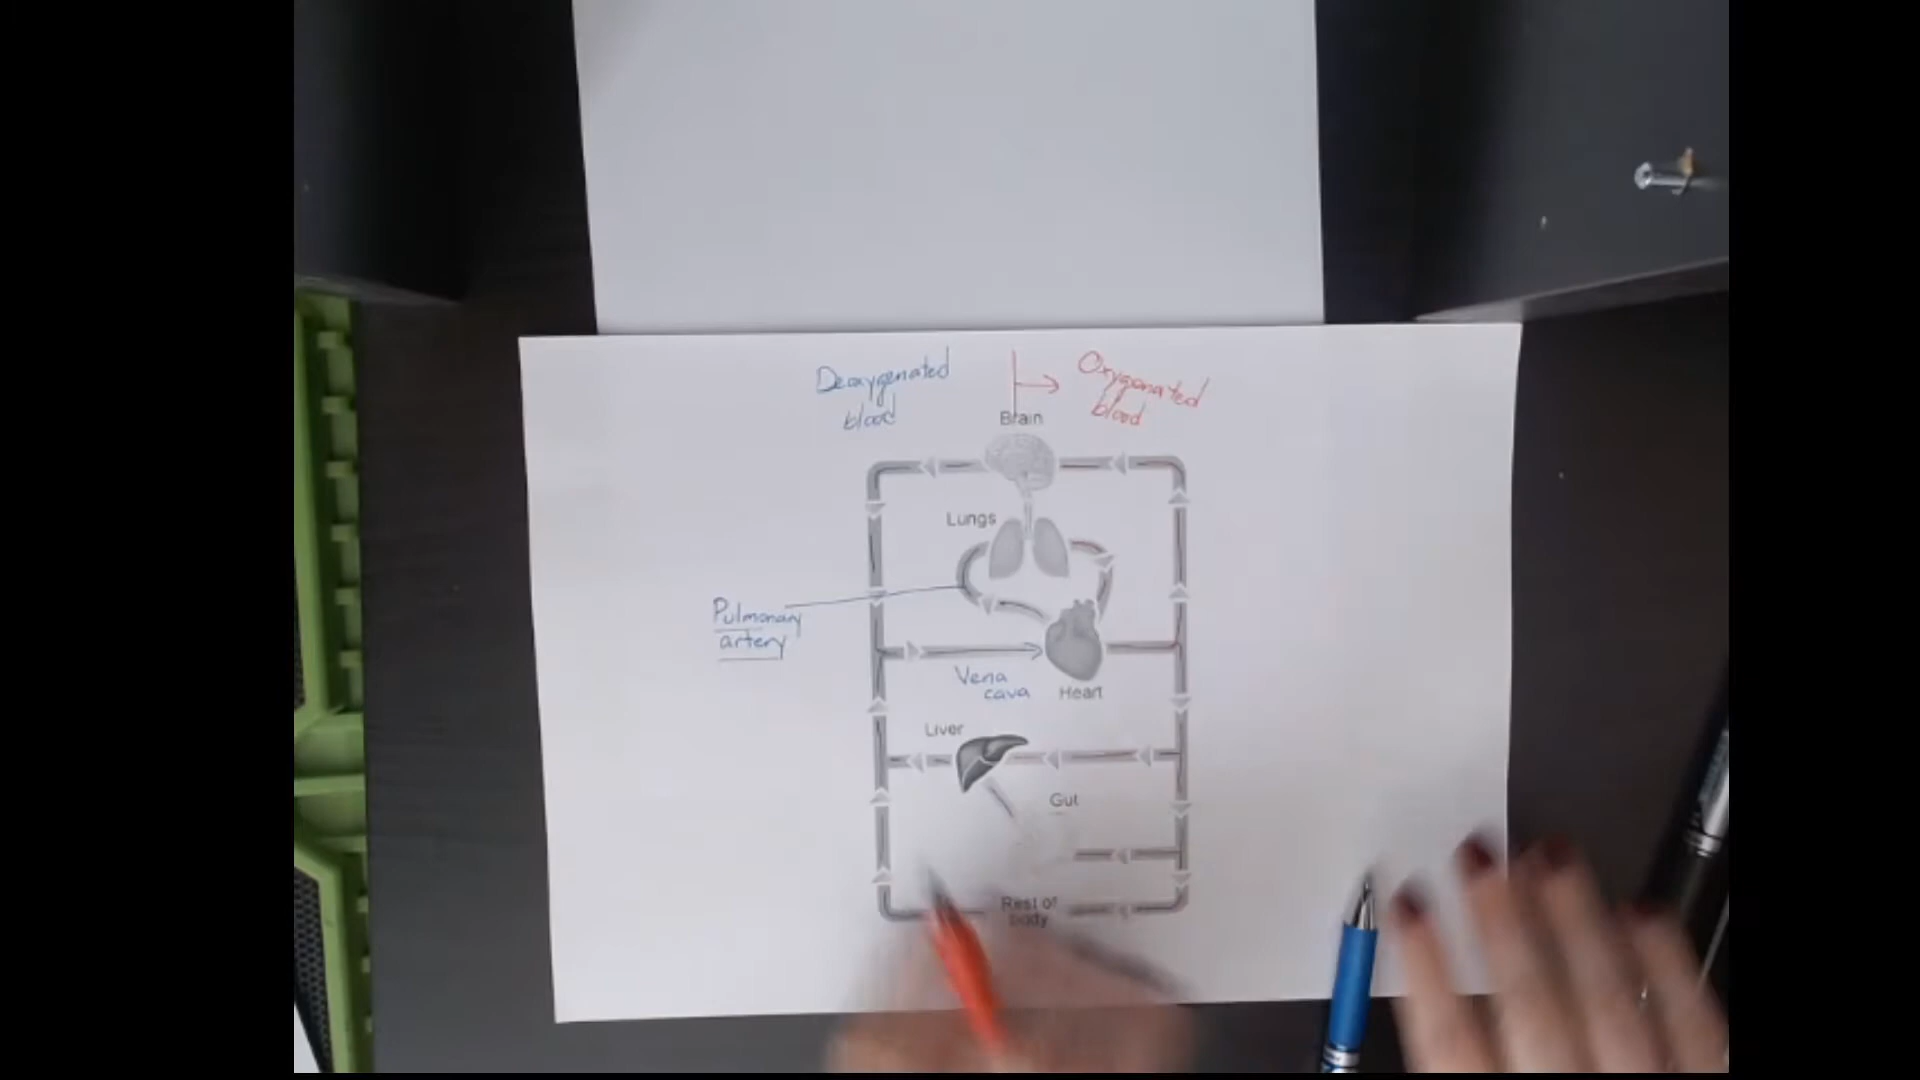 Deoxygenated
blood
Oxygenated
blood
Brain
Lungs
Pulmonary
artery
Vena
cava
Heart
Liver
Gut
Rest of
body